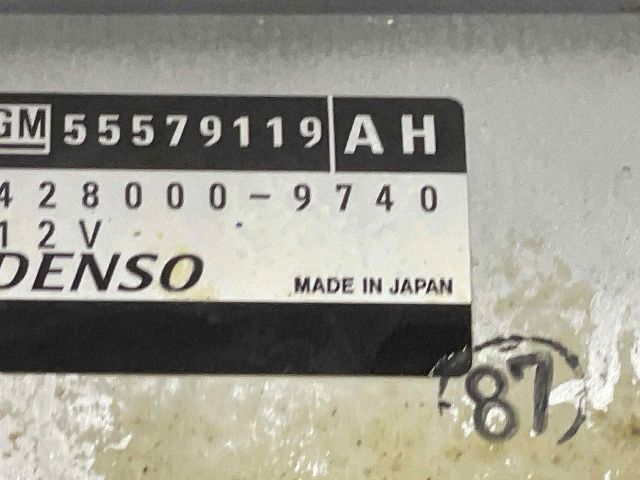 GM 55579119 AH
428000-9740
12V
DENSO MADE IN JAPAN
87